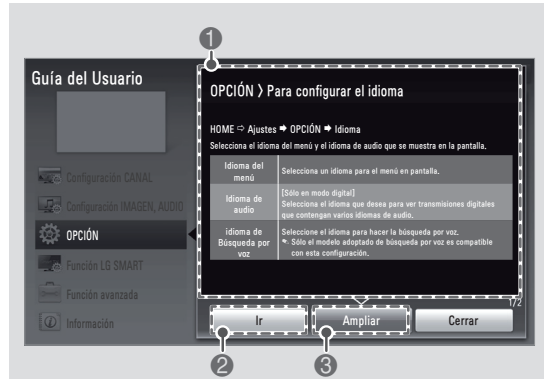 1
Guía del Usuario
OPCIÓN > Para configurar el idioma
HOME ⇨ Ajustes ➡ OPCIÓN ➡ Idioma
Selecciona el idioma del menú y el idioma de audio que se muestra en la pantalla.
Idioma del
menú
Selecciona un idioma para el menú en pantalla.
Idioma de
audio
[Sólo en modo digital]
Selecciona el idioma que desea para ver transmisiones digitales
que contengan varios idiomas de audio.
idioma de
Búsqueda por
voz
Seleccione el idioma para hacer la búsqueda por voz.
Sólo el modelo adoptado de búsqueda por voz es compatible
con esta configuración.
Configuración CANAL
Configuración IMAGEN, AUDIO
OPCIÓN
Función LG SMART
Función avanzada
Información
1/2
Ir
Ampliar
Cerrar
2
3